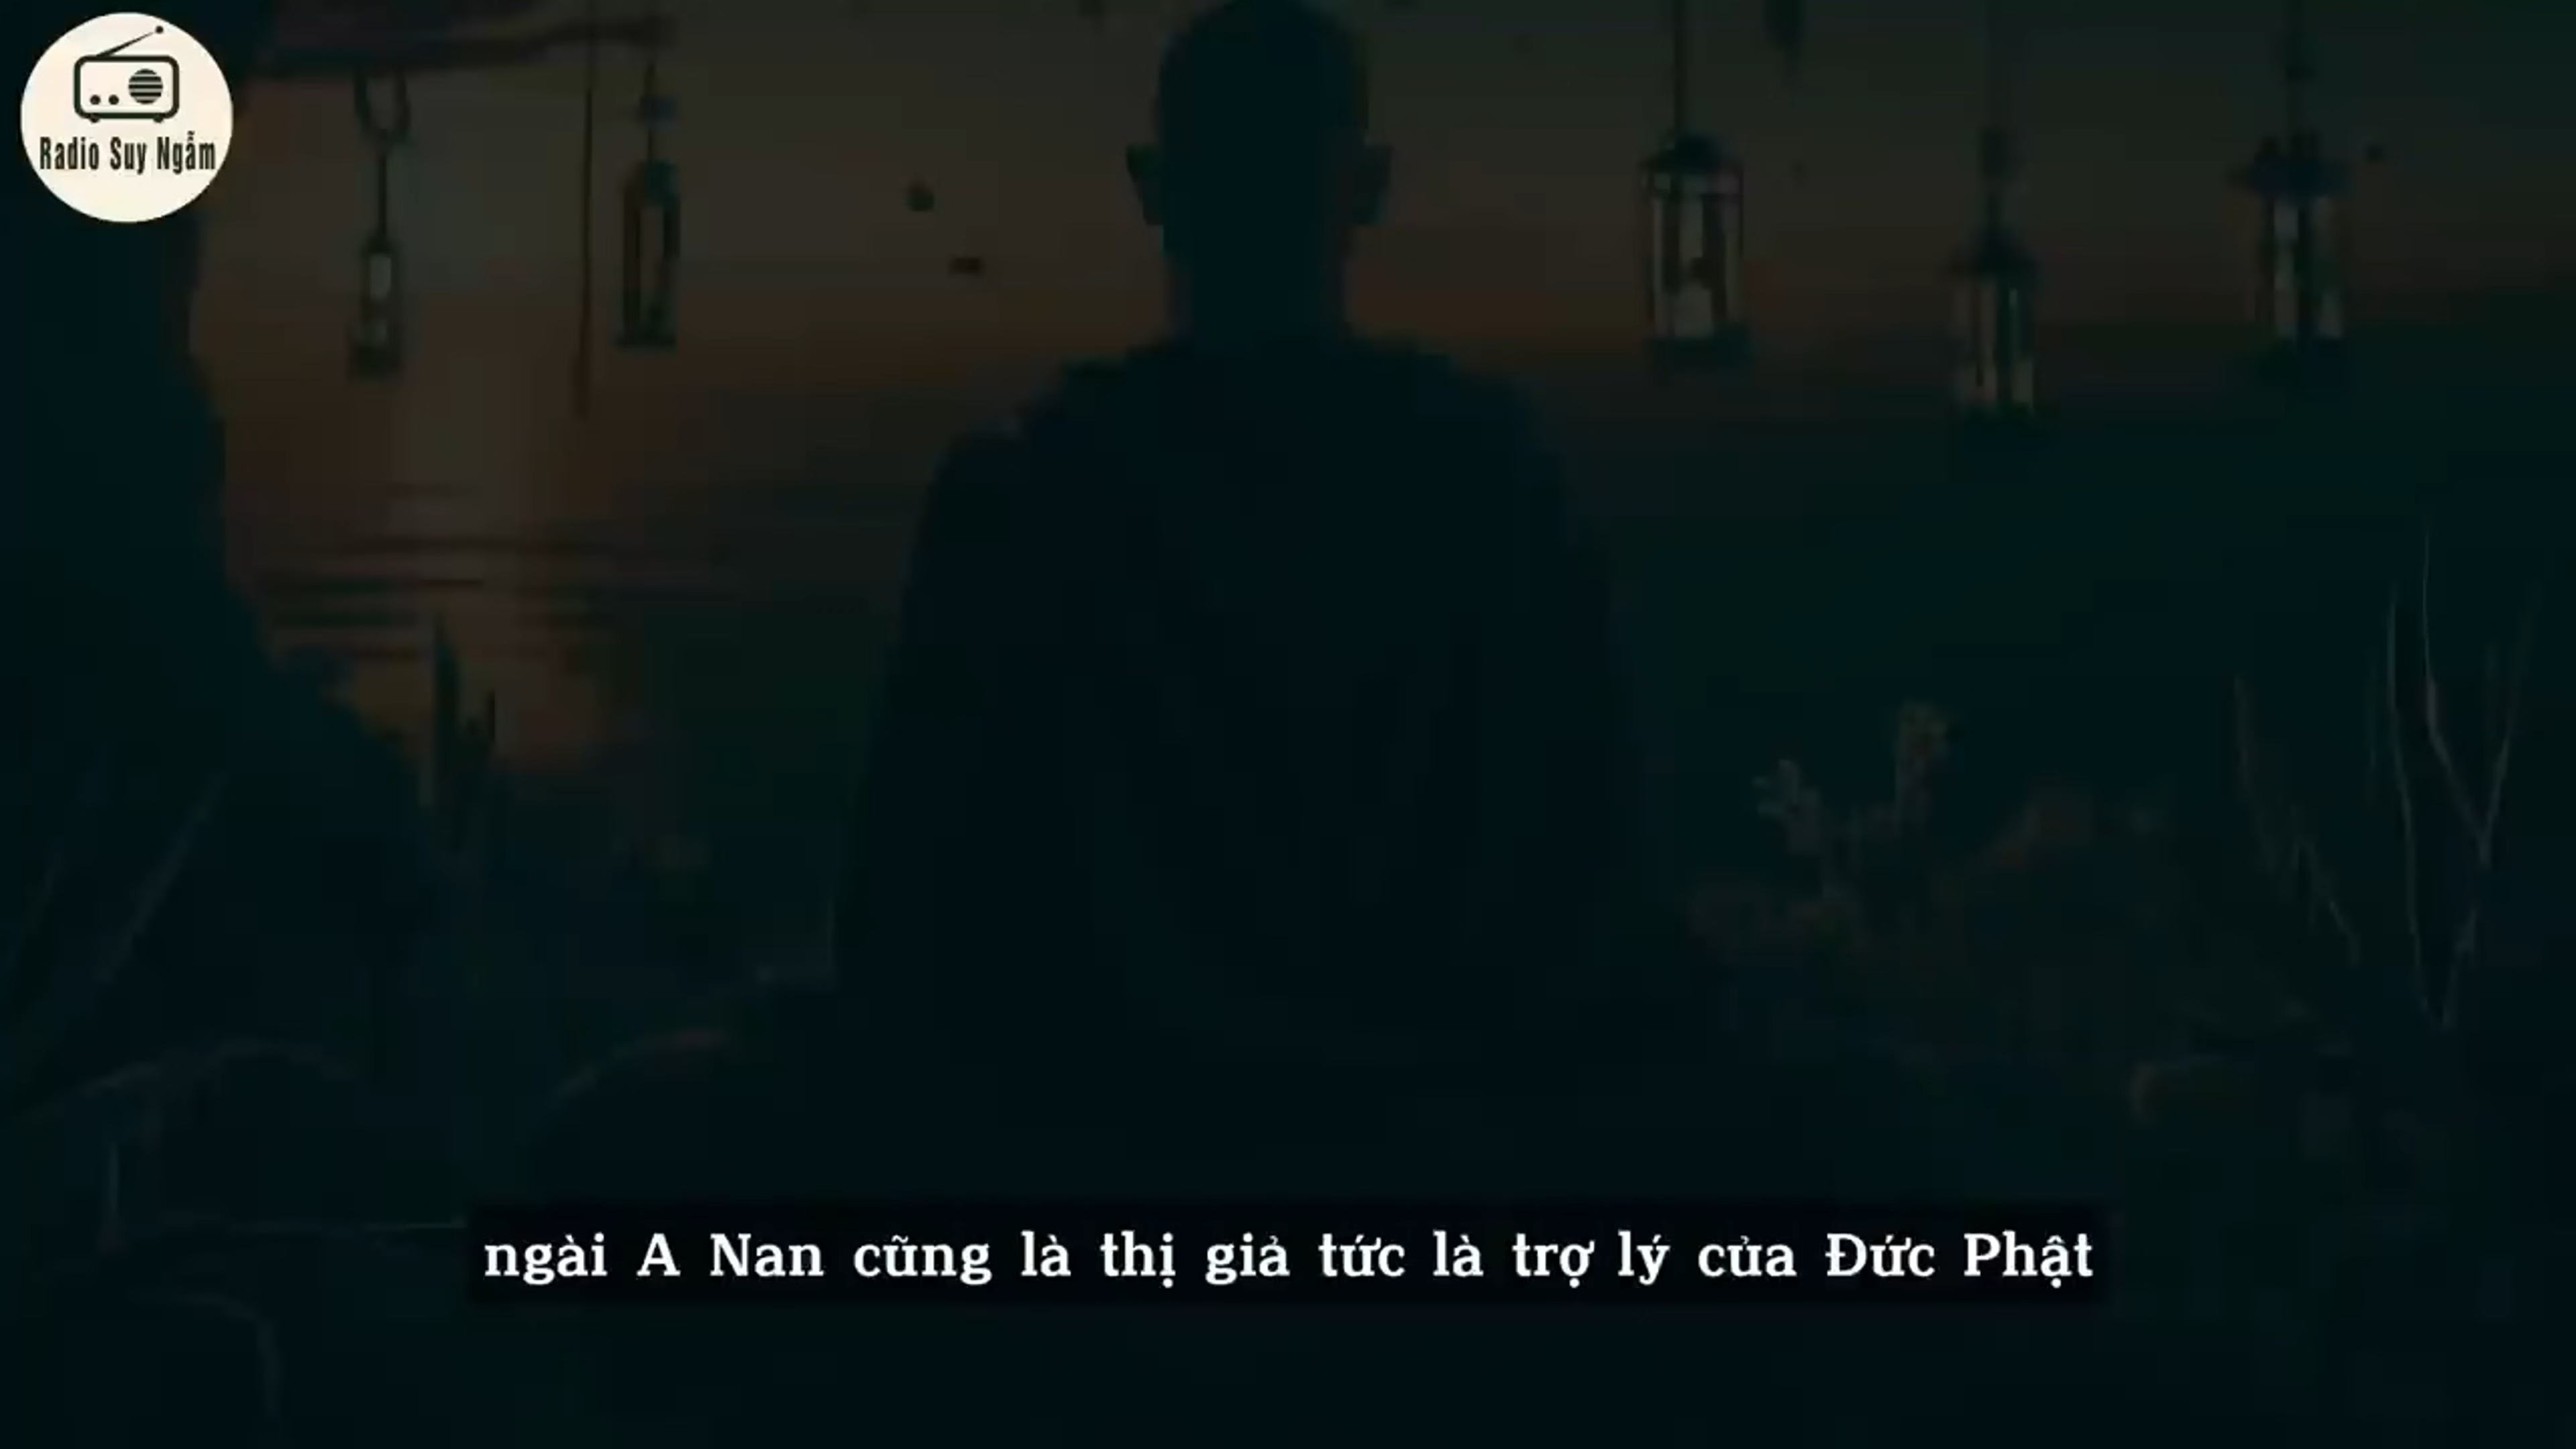 Radio Suy Ngẫm
ngài A Nan cũng là thị giả tức là trợ lý của Đức Phật